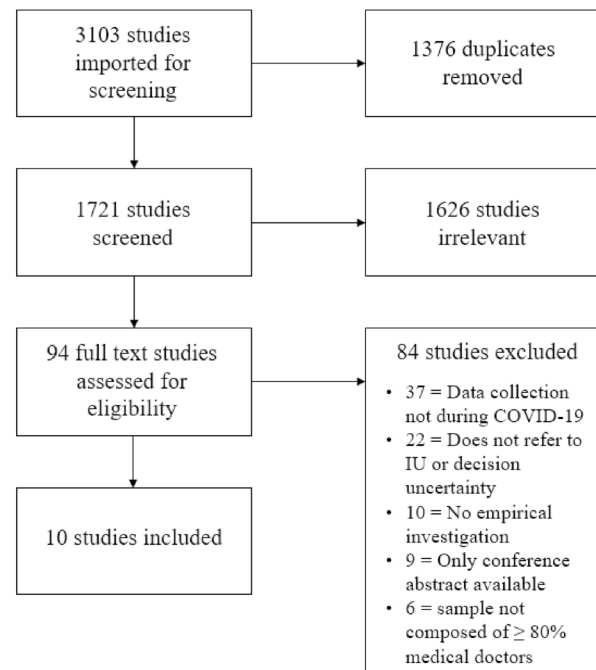 3103 studies
imported for
screening
1376 duplicates
removed
1721 studies
screened
1626 studies
irrelevant
94 full text studies
assessed for
eligibility
84 studies excluded
• 37 = Data collection
not during COVID-19
• 22 = Does not refer to
IU or decision
uncertainty
• 10 = No empirical
investigation
• 9 = Only conference
abstract available
• 6 = sample not
composed of ≥ 80%
medical doctors
10 studies included